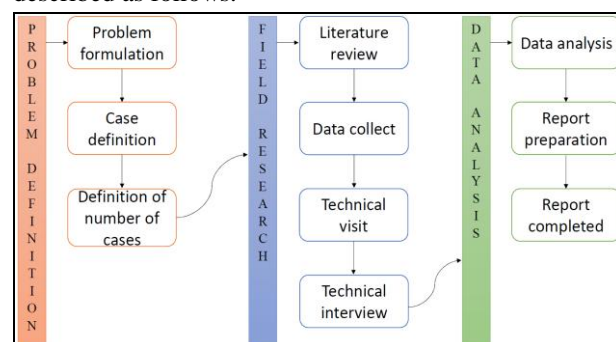 described as follows.
PROBLEM DEFINITION
Problem
formulation
Case
definition
Definition of
number of
cases
FIELD RESEARCH
Literature
review
Data collect
Technical
visit
Technical
interview
DATA ANALYSIS
Data analysis
Report
preparation
Report
completed